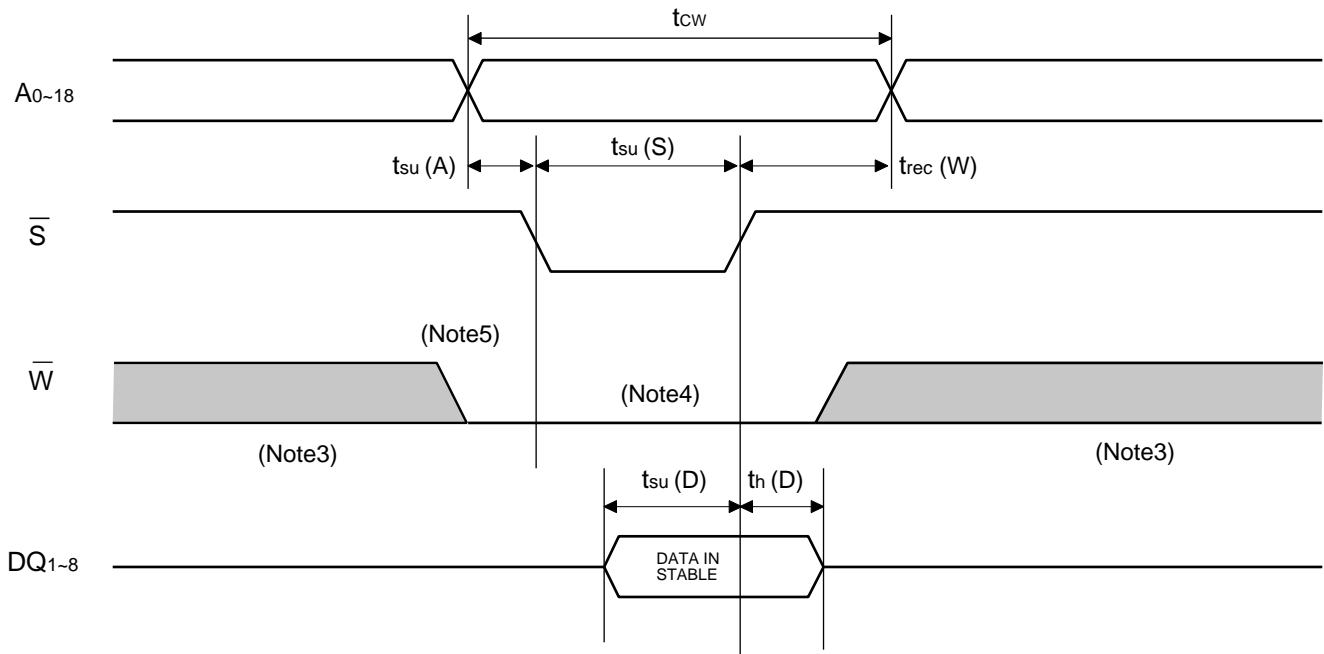 tCW
A0~18
tsu (A)
tsu (S)
trec (W)
S
(Note5)
W
(Note4)
(Note3)
(Note3)
tsu (D)
th (D)
DQ1~8
DATA IN
STABLE